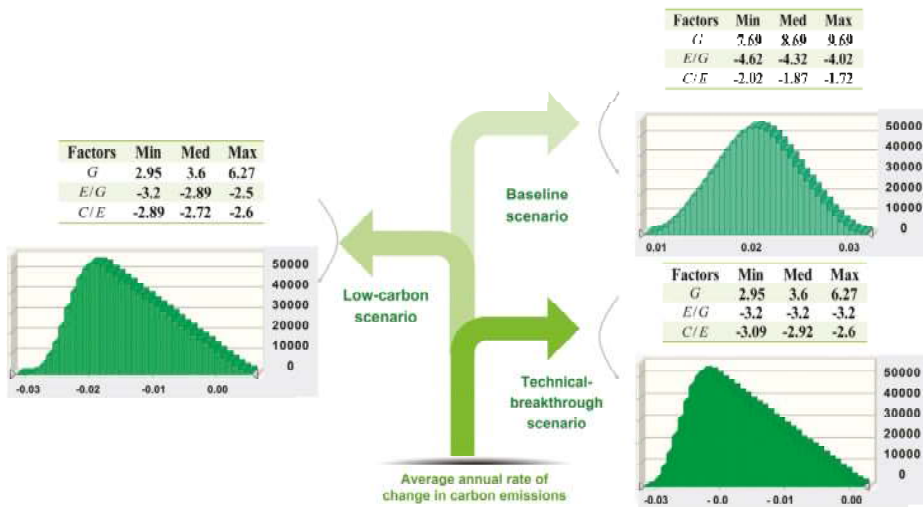 Factors Min Med Max
G 7.69 8.69 9.69
E/G -4.62 -4.32 -4.02
C/E -2.02 -1.87 -1.72
50000
40000
30000
20000
10000
0
0.01 0.02 0.03
Baseline
scenario
Factors Min Med Max
G 2.95 3.6 6.27
E/G -3.2 -2.89 -2.5
C/E -2.89 -2.72 -2.6
50000
40000
30000
20000
10000
0
-0.03 -0.02 -0.01 0.00
Low-carbon
scenario
Factors Min Med Max
G 2.95 3.6 6.27
E/G -3.2 -3.2 -3.2
C/E -3.09 -2.92 -2.6
50000
40000
30000
20000
10000
0
-0.03 -0.0 -0.01 0.00
Technical-
breakthrough
scenario
Average annual rate of
change in carbon emissions